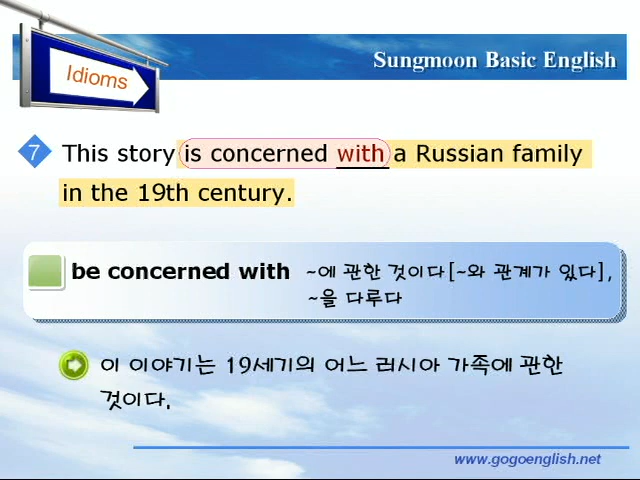 Idioms
Sungmoon Basic English
7 This story is concerned with a Russian family
in the 19th century.
be concerned with ~에 관한 것이다[~와 관계가 있다],
~을 다루다
이 이야기는 19세기의 어느 러시아 가족에 관한
것이다.
www.gogoenglish.net